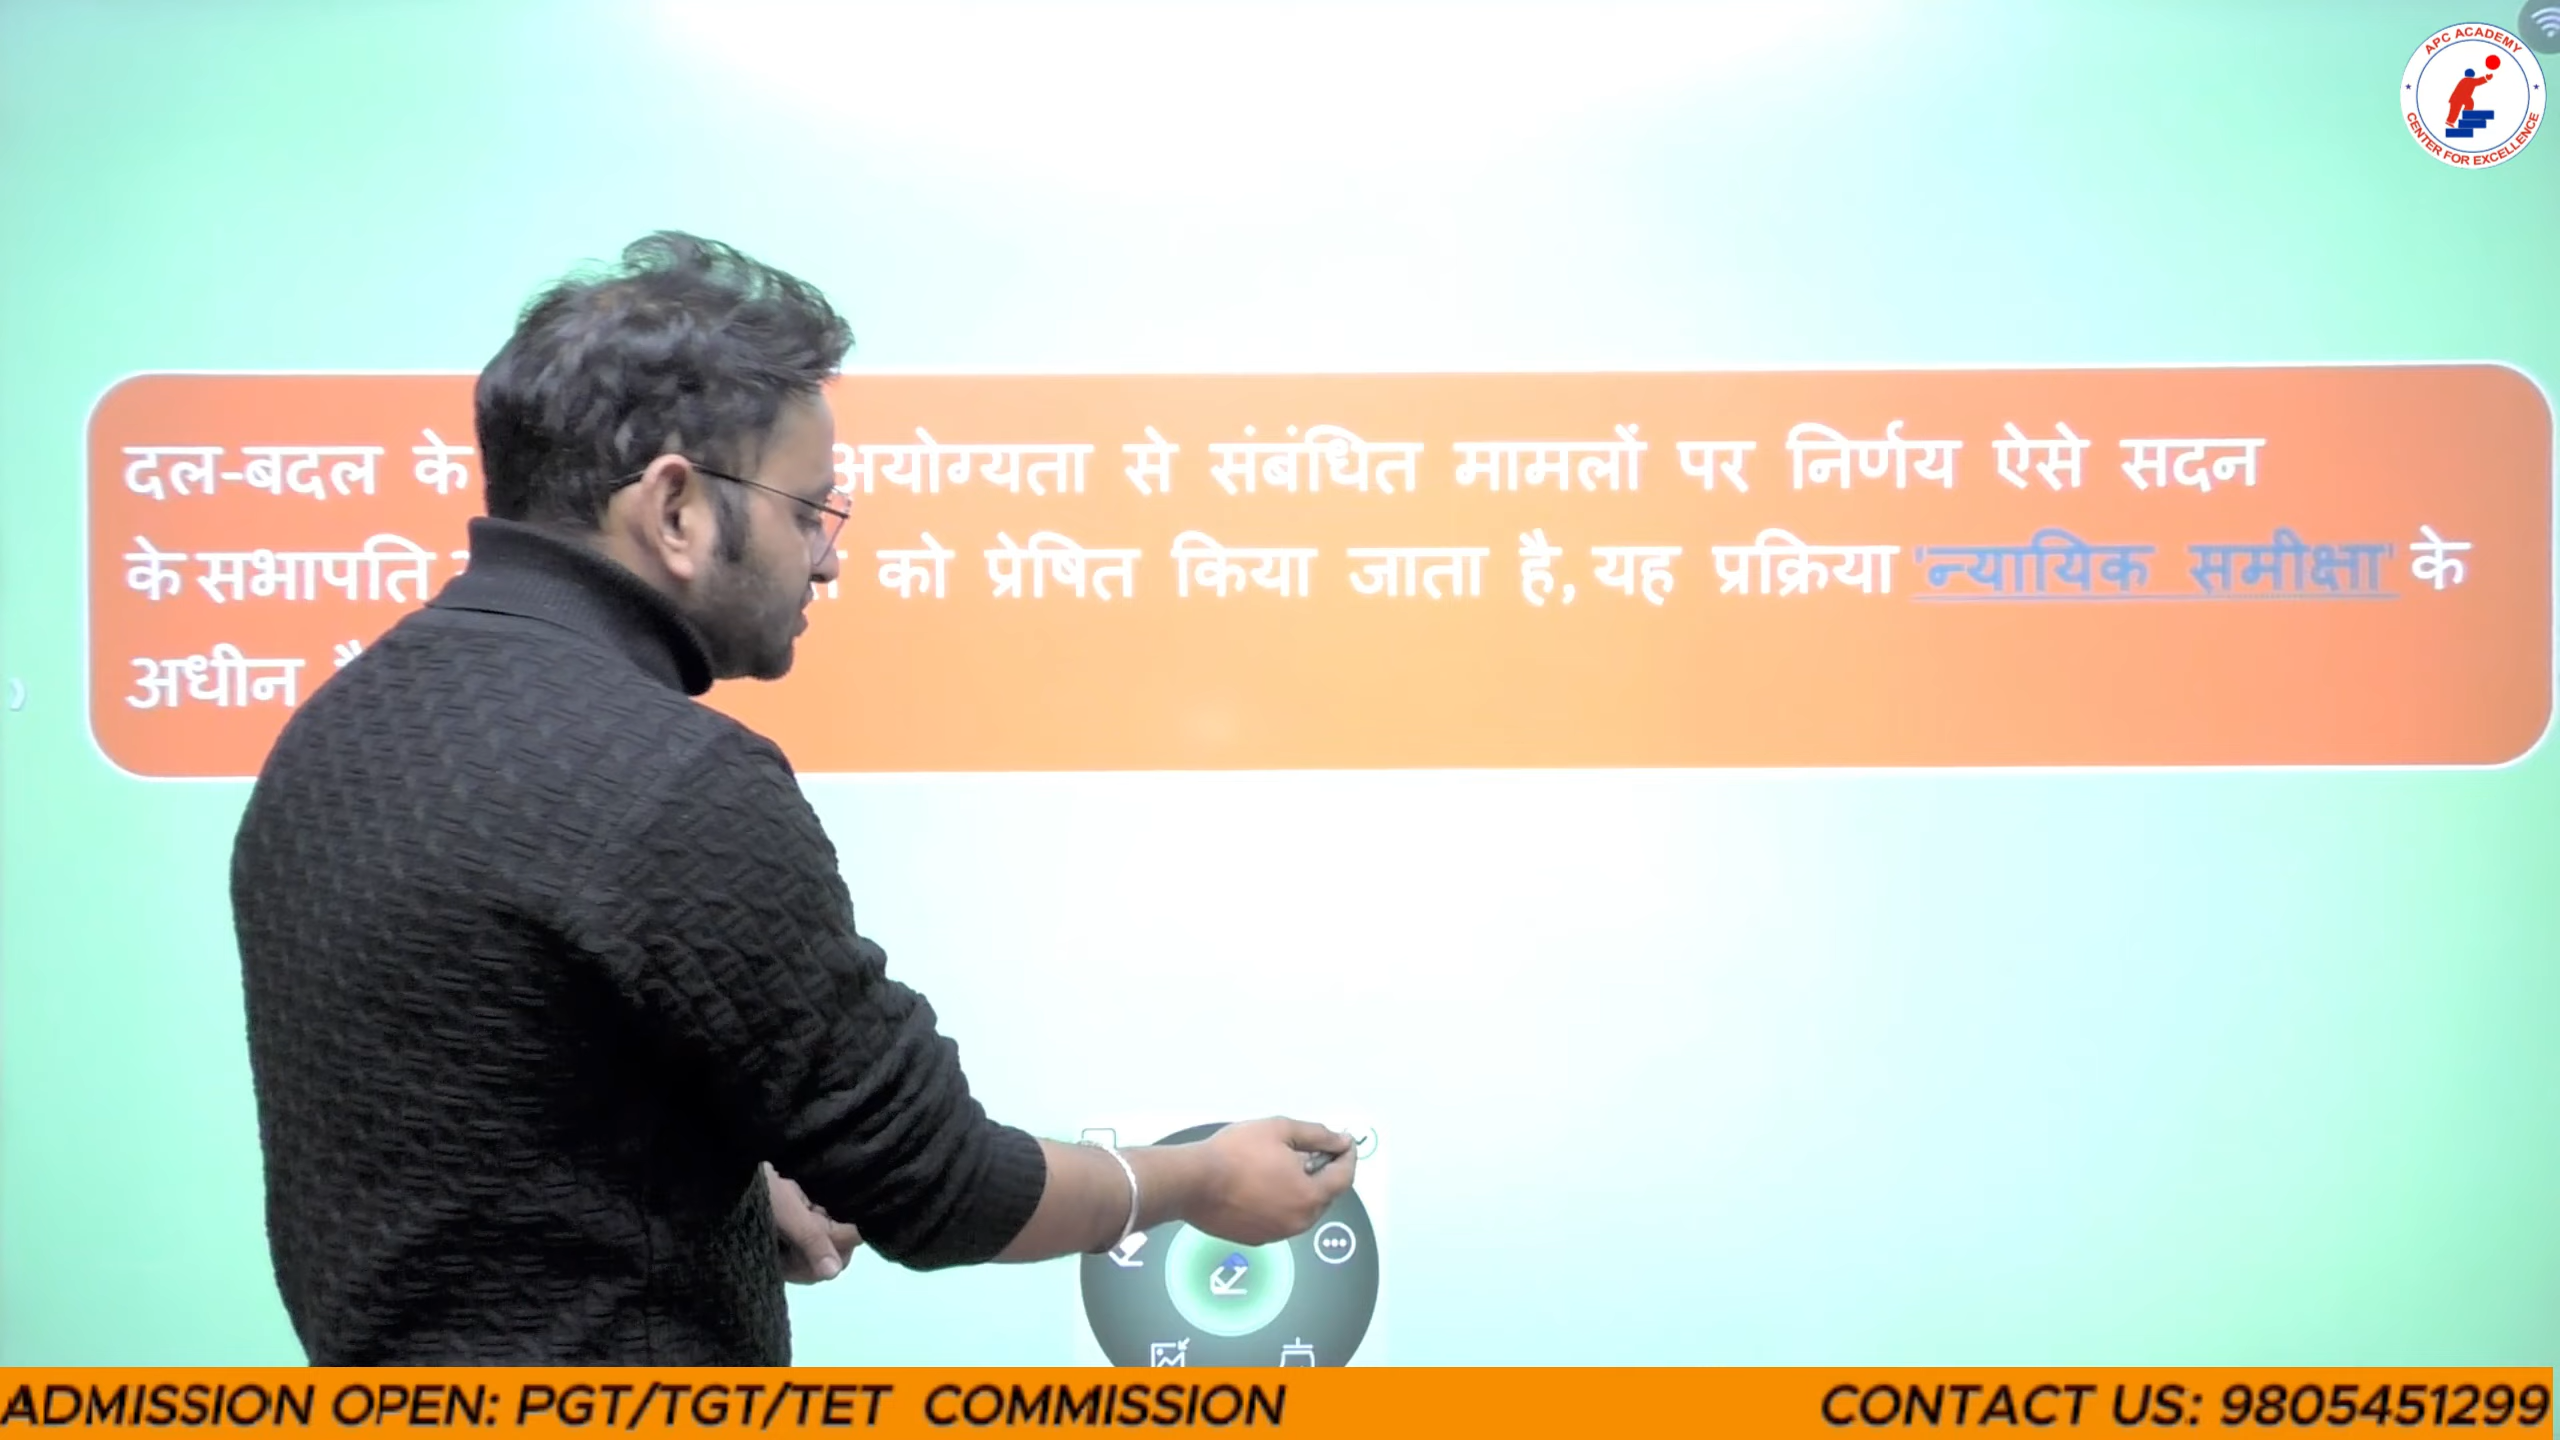 APC ACADEMY
CENTER FOR EXCELLENCE
दल-बदल के अयोग्यता से संबंधित मामलों पर निर्णय ऐसे सदन
के सभापति को प्रेषित किया जाता है, यह प्रक्रिया 'न्यायिक समीक्षा' के
अधीन
ADMISSION OPEN: PGT/TGT/TET COMMISSION
CONTACT US: 9805451299